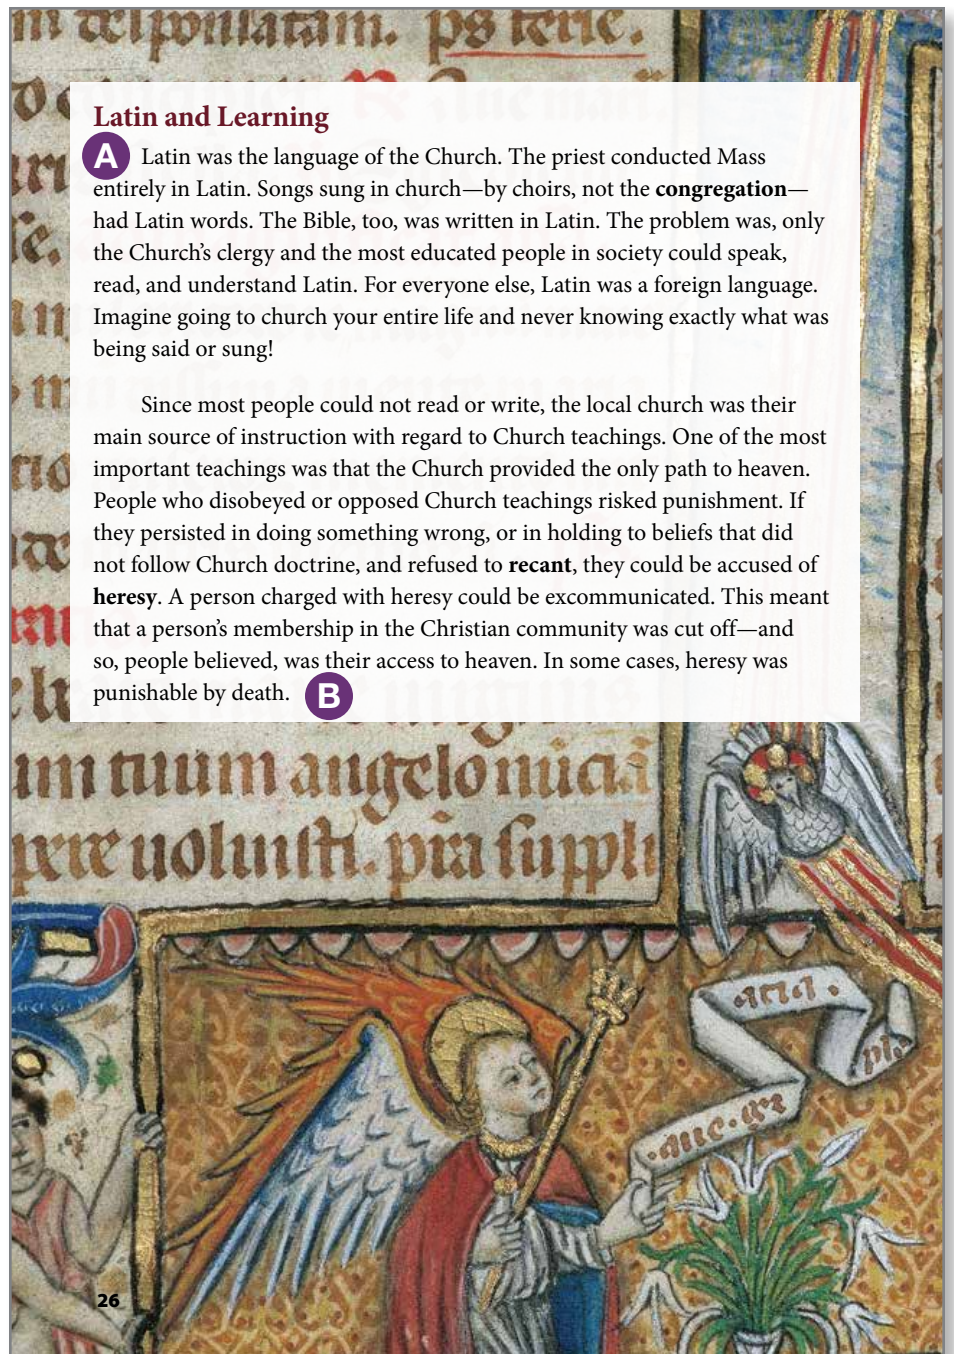 Latin and Learning
A Latin was the language of the Church. The priest conducted Mass
entirely in Latin. Songs sung in church—by choirs, not the congregation—
had Latin words. The Bible, too, was written in Latin. The problem was, only
the Church’s clergy and the most educated people in society could speak,
read, and understand Latin. For everyone else, Latin was a foreign language.
Imagine going to church your entire life and never knowing exactly what was
being said or sung!
Since most people could not read or write, the local church was their
main source of instruction with regard to Church teachings. One of the most
important teachings was that the Church provided the only path to heaven.
People who disobeyed or opposed Church teachings risked punishment. If
they persisted in doing something wrong, or in holding to beliefs that did
not follow Church doctrine, and refused to recant, they could be accused of
heresy. A person charged with heresy could be excommunicated. This meant
that a person’s membership in the Christian community was cut off—and
so, people believed, was their access to heaven. In some cases, heresy was
punishable by death. B
tuum angelo
26